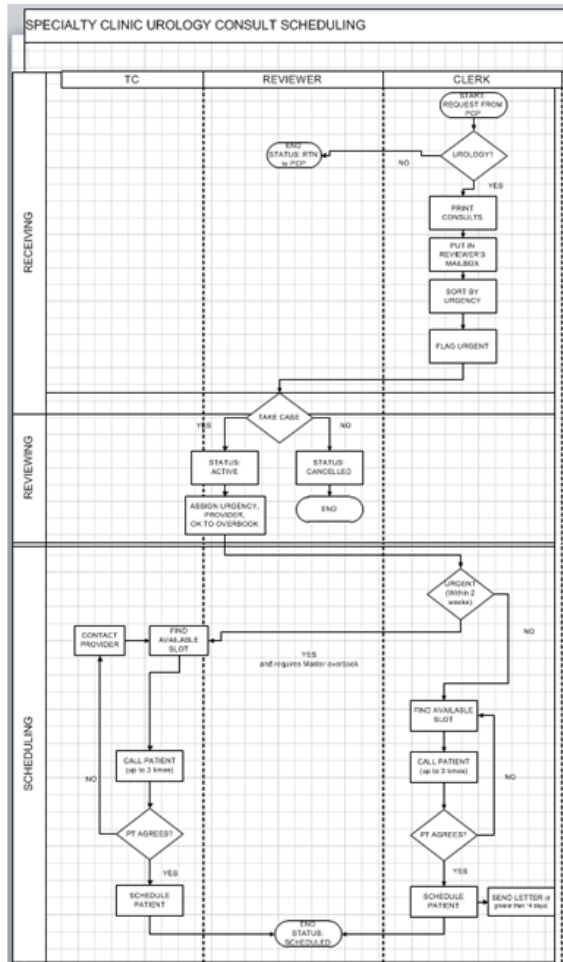 SPECIALTY CLINIC UROLOGY CONSULT SCHEDULING
TC
REVIEWER
CLERK
RECEIVING
START:
REQUEST FROM
PCP
UROLOGY?
NO
END
STATUS: RTN
to PCP
YES
PRINT
CONSULTS
PUT IN
REVIEWER'S
MAILBOX
SORT BY
URGENCY
FLAG URGENT
REVIEWING
TAKE CASE
YES
NO
STATUS:
ACTIVE
STATUS:
CANCELLED
ASSIGN URGENCY,
PROVIDER,
OK TO OVERBOOK
END
SCHEDULING
URGENT
(Within 2
weeks)
NO
YES
and requires Master overbook
CONTACT
PROVIDER
FIND
AVAILABLE
SLOT
FIND AVAILABLE
SLOT
CALL PATIENT
(up to 3 times)
CALL PATIENT
(up to 3 times)
NO
NO
PT AGREES?
PT AGREES?
YES
YES
SCHEDULE
PATIENT
SCHEDULE
PATIENT
SEND LETTER (if
greater than 14 days)
END
STATUS:
SCHEDULED